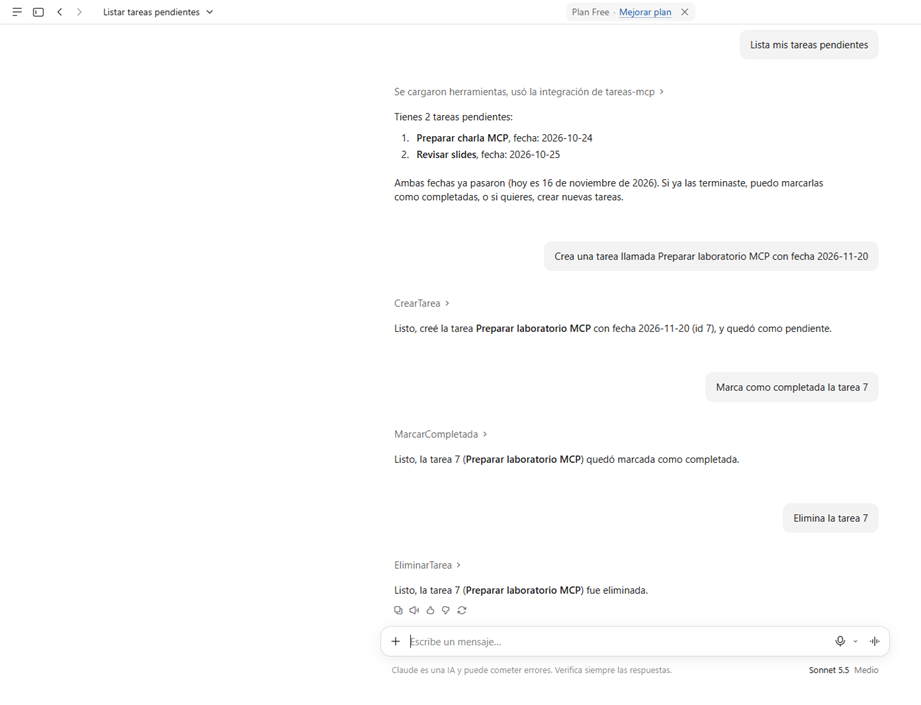 Listar tareas pendientes
Plan Free · Mejorar plan
Lista mis tareas pendientes
Se cargaron herramientas, usó la integración de tareas-mcp
Tienes 2 tareas pendientes:
1. Preparar charla MCP, fecha: 2026-10-24
2. Revisar slides, fecha: 2026-10-25
Ambas fechas ya pasaron (hoy es 16 de noviembre de 2026). Si ya las terminaste, puedo marcarlas
como completadas, o si quieres, crear nuevas tareas.
Crea una tarea llamada Preparar laboratorio MCP con fecha 2026-11-20
CrearTarea
Listo, creé la tarea Preparar laboratorio MCP con fecha 2026-11-20 (id 7), y quedó como pendiente.
Marca como completada la tarea 7
MarcarCompletada
Listo, la tarea 7 (Preparar laboratorio MCP) quedó marcada como completada.
Elimina la tarea 7
EliminarTarea
Listo, la tarea 7 (Preparar laboratorio MCP) fue eliminada.
Escribe un mensaje...
Claude es una IA y puede cometer errores. Verifica siempre las respuestas.
Sonnet 5.5 Medio